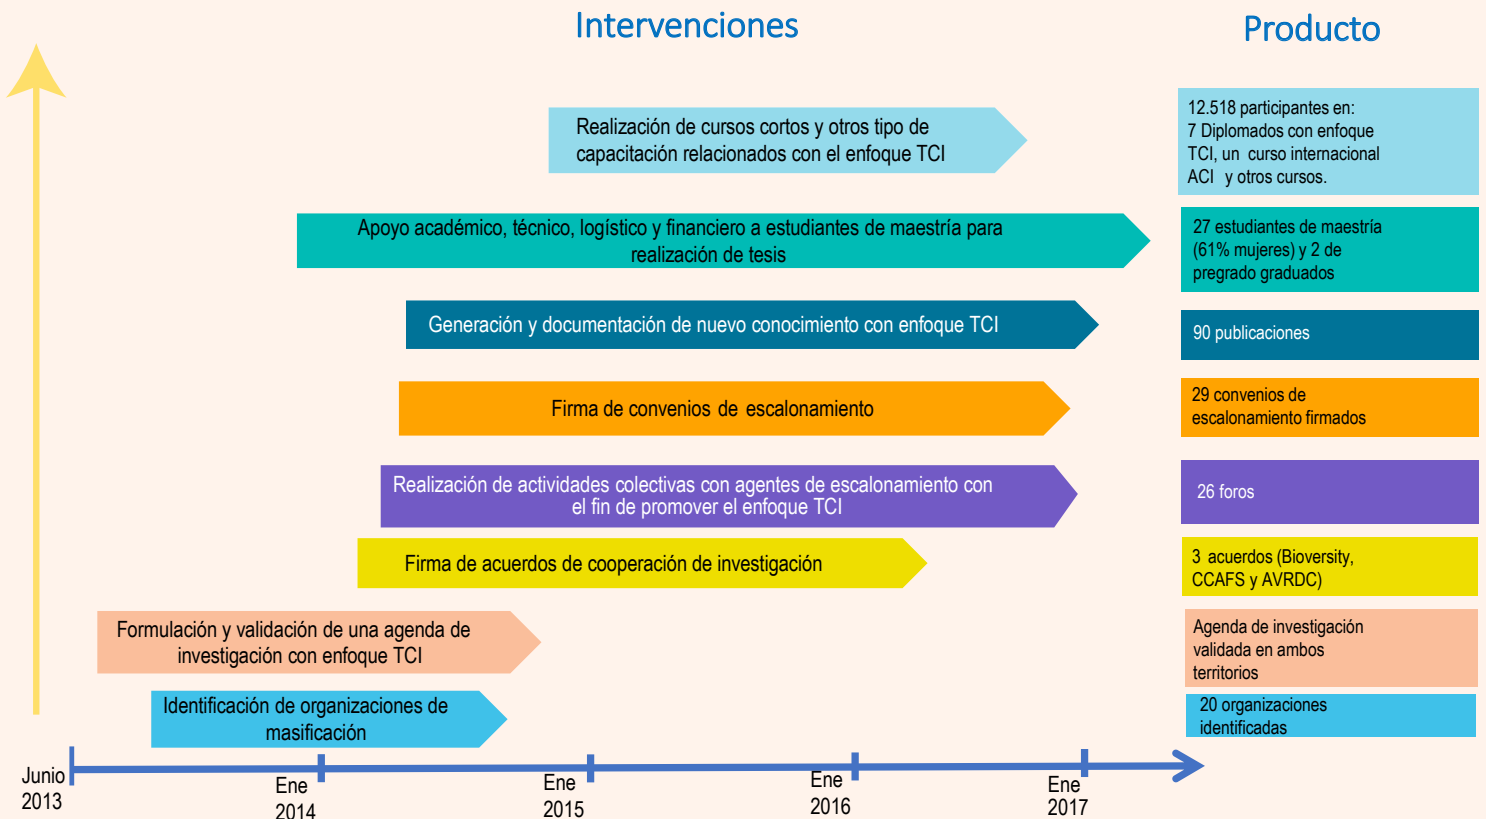 Intervenciones
Producto
Realización de cursos cortos y otros tipo de
capacitación relacionados con el enfoque TCI
12.518 participantes en:
7 Diplomados con enfoque
TCI, un curso internacional
ACI y otros cursos.
Apoyo académico, técnico, logístico y financiero a estudiantes de maestría para
realización de tesis
27 estudiantes de maestría
(61% mujeres) y 2 de
pregrado graduados
Generación y documentación de nuevo conocimiento con enfoque TCI
90 publicaciones
Firma de convenios de escalonamiento
29 convenios de
escalonamiento firmados
Realización de actividades colectivas con agentes de escalonamiento con
el fin de promover el enfoque TCI
26 foros
Firma de acuerdos de cooperación de investigación
3 acuerdos (Bioversity,
CCAFS y AVRDC)
Formulación y validación de una agenda de
investigación con enfoque TCI
Agenda de investigación
validada en ambos
territorios
Identificación de organizaciones de
masificación
20 organizaciones
identificadas
Junio
2013
Ene
2014
Ene
2015
Ene
2016
Ene
2017